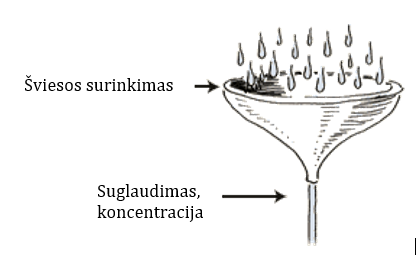 Šviesos surinkimas
Suglaudimas,
koncentracija